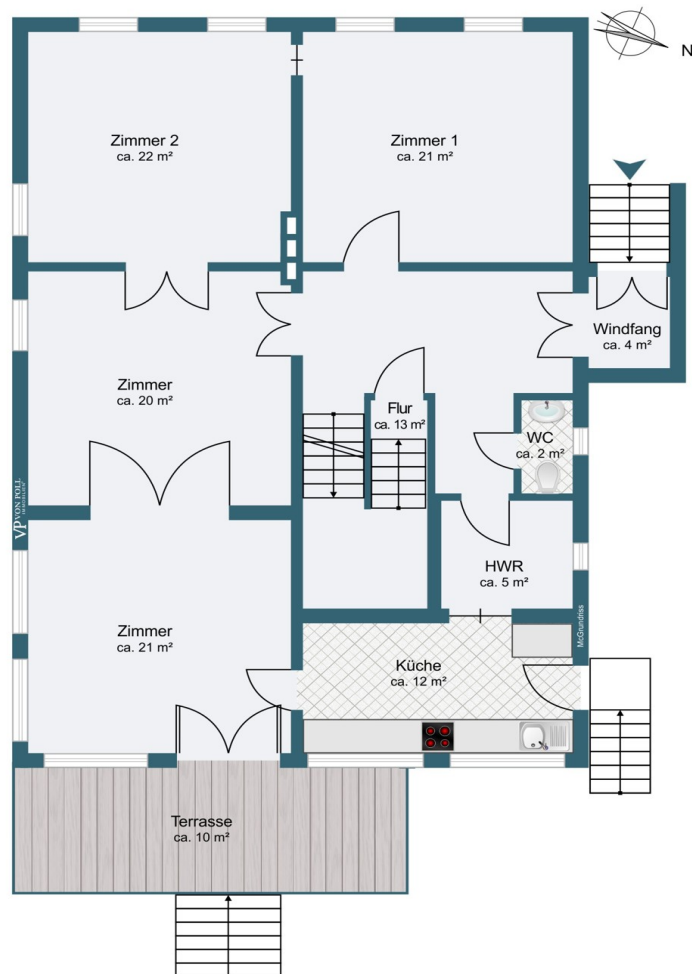 N
Zimmer 2
ca. 22 m²
Zimmer 1
ca. 21 m²
Windfang
ca. 4 m²
Zimmer
ca. 20 m²
Flur
ca. 13 m²
WC
ca. 2 m²
VP VON POLL
IMMOBILIEN
HWR
ca. 5 m²
McGrundriss
Zimmer
ca. 21 m²
Küche
ca. 12 m²
Terrasse
ca. 10 m²